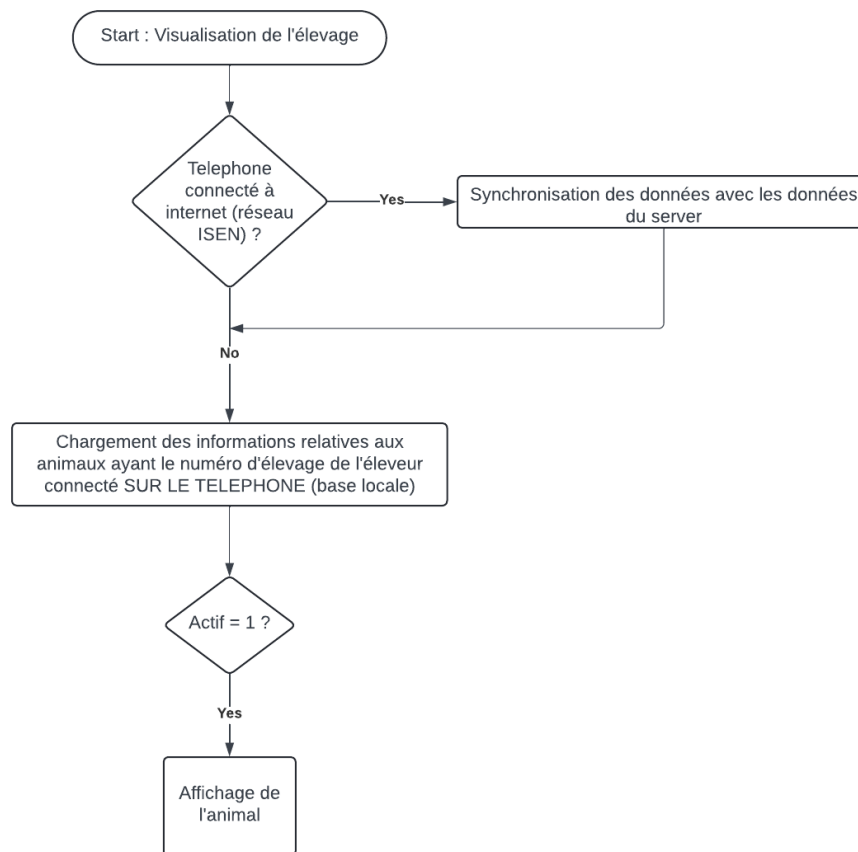 Start : Visualisation de l'élevage
Telephone
connecté à
internet (réseau
ISEN) ?
Yes
Synchronisation des données avec les données
du server
No
Chargement des informations relatives aux
animaux ayant le numéro d'élevage de l'éleveur
connecté SUR LE TELEPHONE (base locale)
Actif = 1 ?
Yes
Affichage de
l'animal